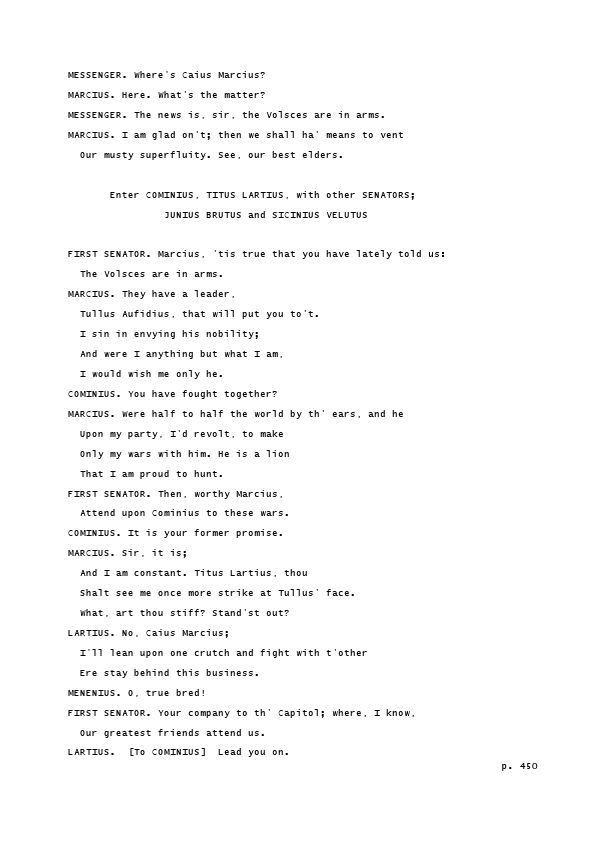 MESSENGER. Where's Caius Marcius?
MARCIUS. Here. What's the matter?
MESSENGER. The news is, sir, the Volsces are in arms.
MARCIUS. I am glad on't; then we shall ha' means to vent
Our musty superfluity. See, our best elders.
Enter COMINIUS, TITUS LARTIUS, with other SENATORS;
JUNIUS BRUTUS and SICINIUS VELUTUS
FIRST SENATOR. Marcius, 'tis true that you have lately told us:
The Volsces are in arms.
MARCIUS. They have a leader,
Tullus Aufidius, that will put you to't.
I sin in envying his nobility;
And were I anything but what I am,
I would wish me only he.
COMINIUS. You have fought together?
MARCIUS. Were half to half the world by th' ears, and he
Upon my party, I'd revolt, to make
Only my wars with him. He is a lion
That I am proud to hunt.
FIRST SENATOR. Then, worthy Marcius,
Attend upon Cominius to these wars.
COMINIUS. It is your former promise.
MARCIUS. Sir, it is;
And I am constant. Titus Lartius, thou
Shalt see me once more strike at Tullus' face.
What, art thou stiff? Stand'st out?
LARTIUS. No, Caius Marcius;
I'll lean upon one crutch and fight with t'other
Ere stay behind this business.
MENENIUS. O, true bred!
FIRST SENATOR. Your company to th' Capitol; where, I know,
Our greatest friends attend us.
LARTIUS.  [To COMINIUS]  Lead you on.
p. 450